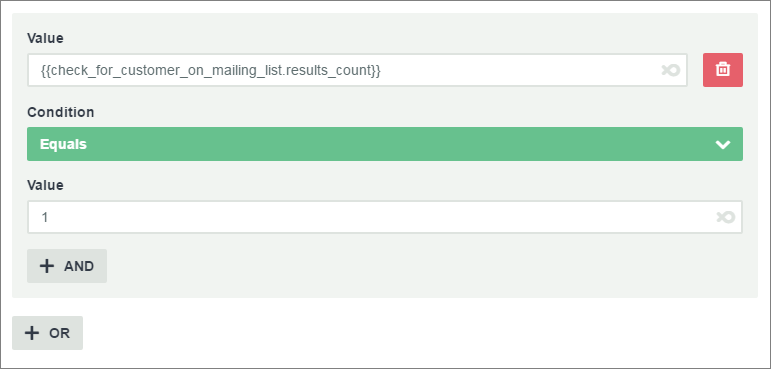 Value
{{check_for_customer_on_mailing_list.results_count}}
Condition
Equals
Value
1
AND
OR